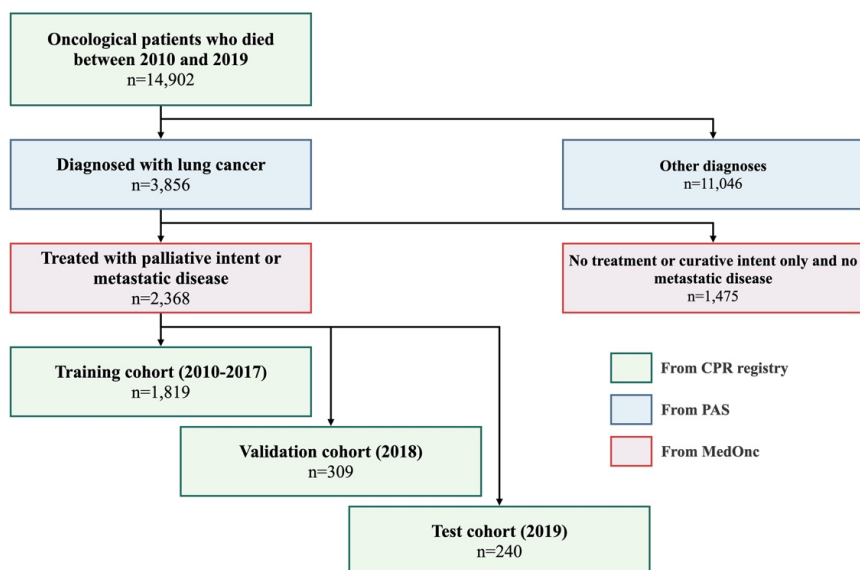 Oncological patients who died
between 2010 and 2019
n=14,902
Diagnosed with lung cancer
n=3,856
Other diagnoses
n=11,046
Treated with palliative intent or
metastatic disease
n=2,368
No treatment or curative intent only and no
metastatic disease
n=1,475
Training cohort (2010-2017)
n=1,819
From CPR registry
From PAS
From MedOnc
Validation cohort (2018)
n=309
Test cohort (2019)
n=240